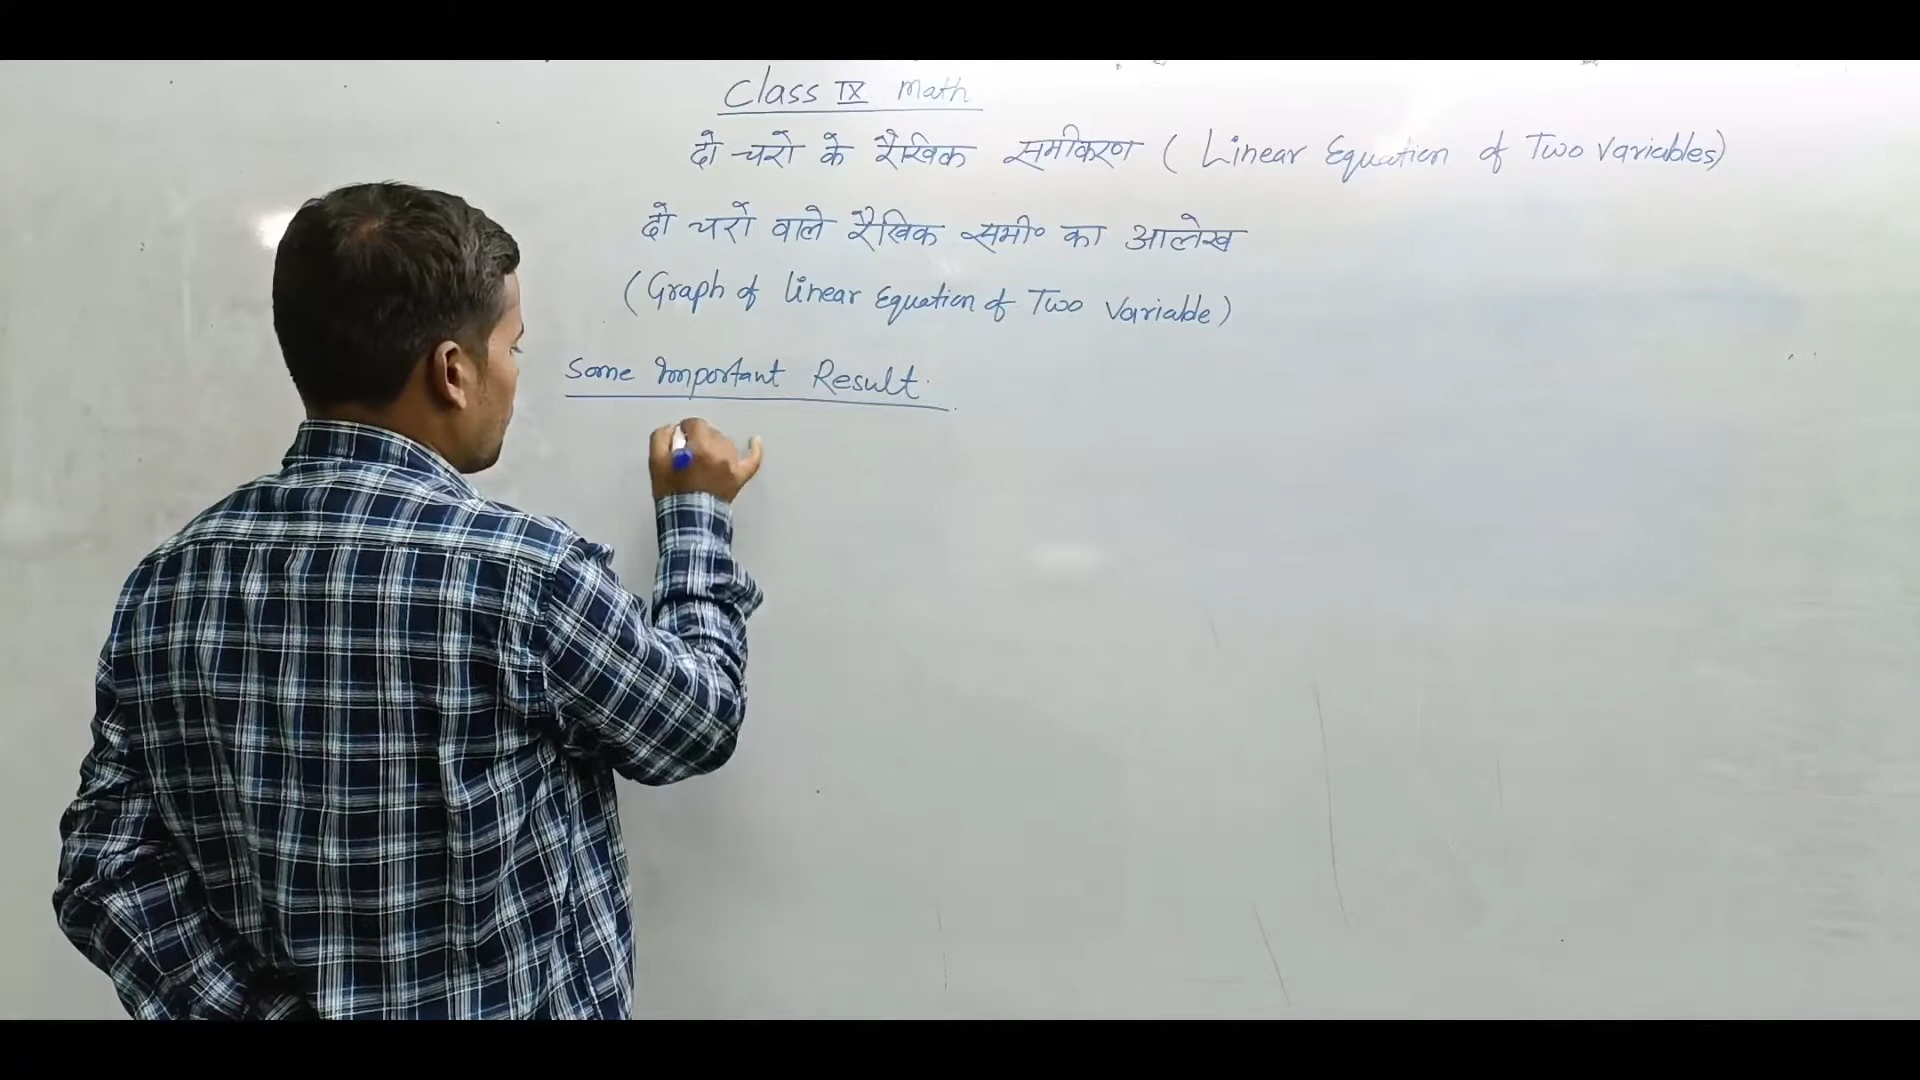 Class IX Math
दो चरों के रैखिक समीकरण ( Linear Equation of Two Variables)
दो चरों वाले रैखिक समी० का आलेख
(Graph of linear Equation of Two Variable)
Some Important Result.